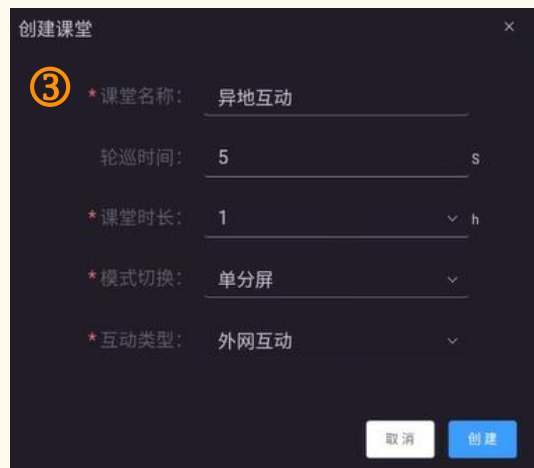 创建课堂 ×
③ *课堂名称: 异地互动
轮巡时间: 5 S
*课堂时长: 1 h
*模式切换: 单分屏
*互动类型: 外网互动
取消 创建